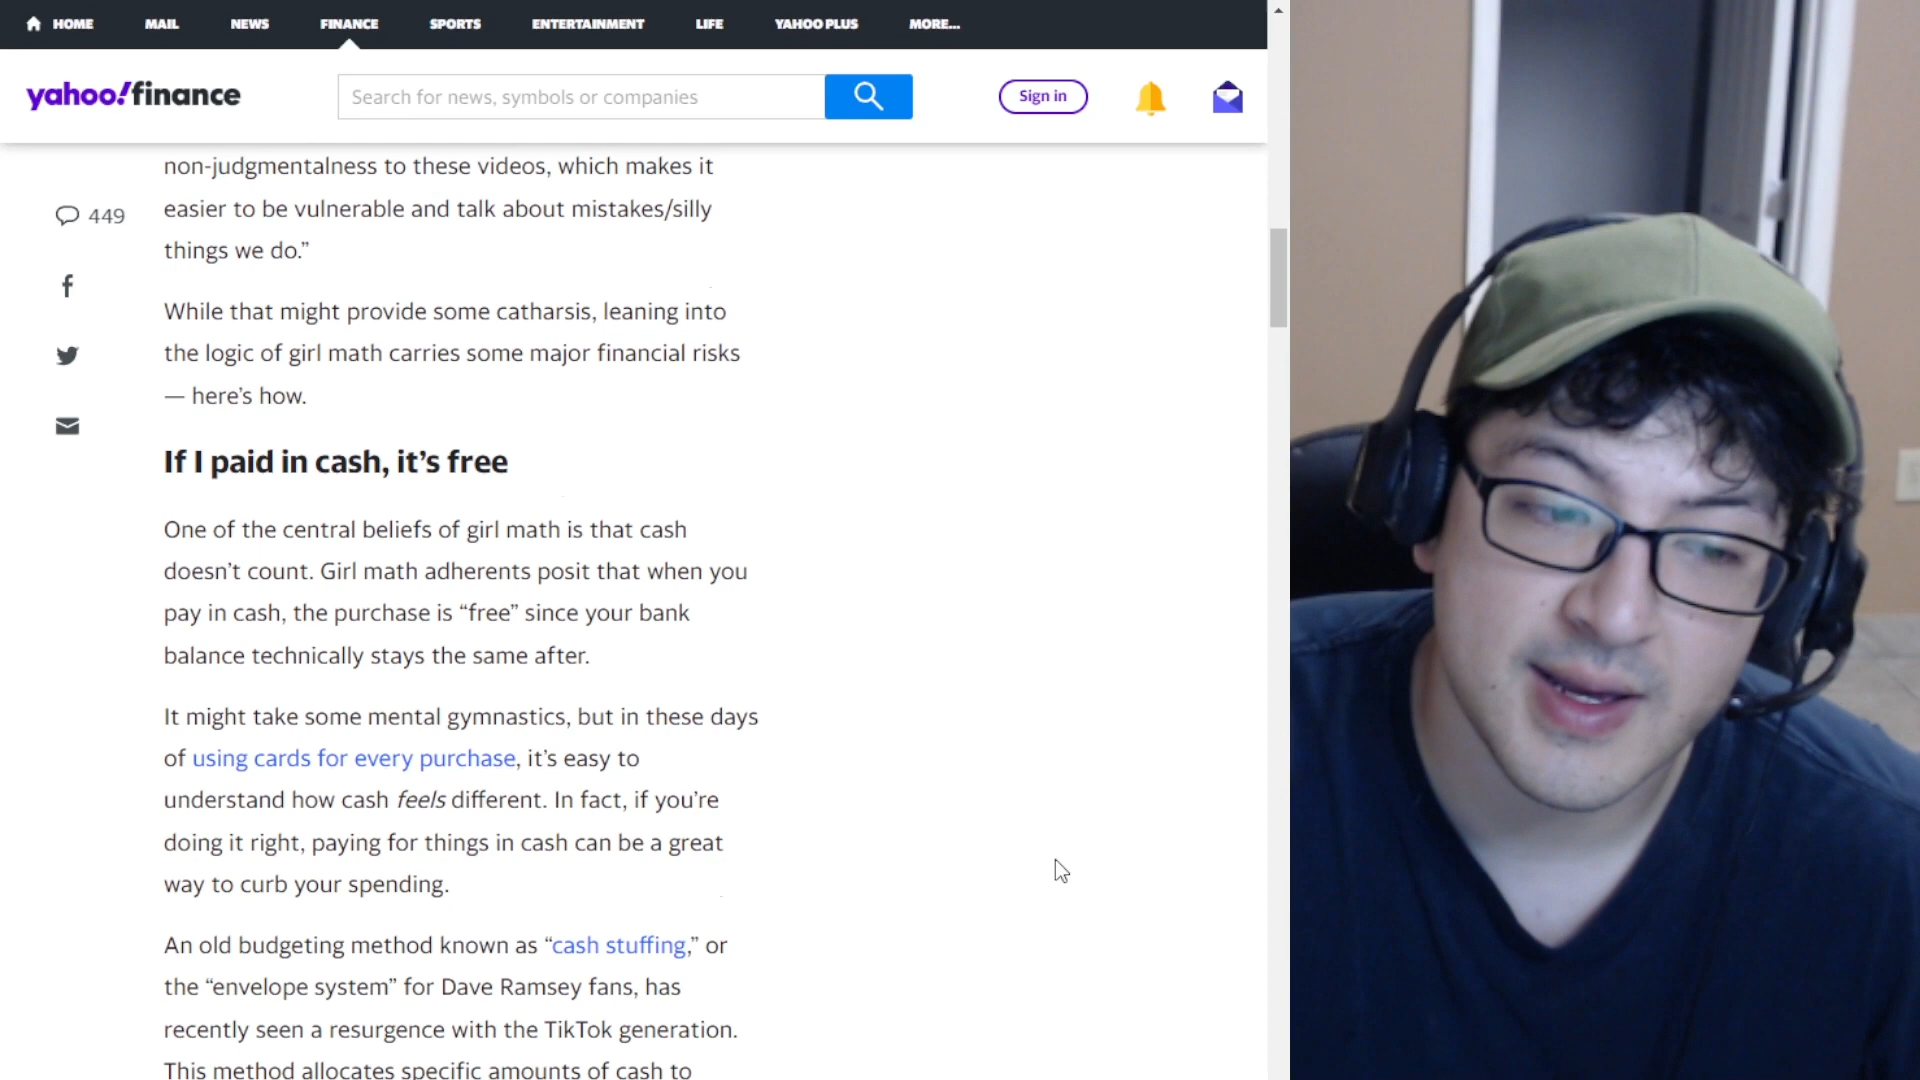 HOME MAIL NEWS FINANCE SPORTS ENTERTAINMENT LIFE YAHOO PLUS MORE...
yahoo!finance
Search for news, symbols or companies
Sign in
449
non-judgmentalness to these videos, which makes it
easier to be vulnerable and talk about mistakes/silly
things we do.”
While that might provide some catharsis, leaning into
the logic of girl math carries some major financial risks
— here’s how.
If I paid in cash, it’s free
One of the central beliefs of girl math is that cash
doesn’t count. Girl math adherents posit that when you
pay in cash, the purchase is “free” since your bank
balance technically stays the same after.
It might take some mental gymnastics, but in these days
of using cards for every purchase, it’s easy to
understand how cash feels different. In fact, if you’re
doing it right, paying for things in cash can be a great
way to curb your spending.
An old budgeting method known as “cash stuffing,” or
the “envelope system” for Dave Ramsey fans, has
recently seen a resurgence with the TikTok generation.
This method allocates specific amounts of cash to